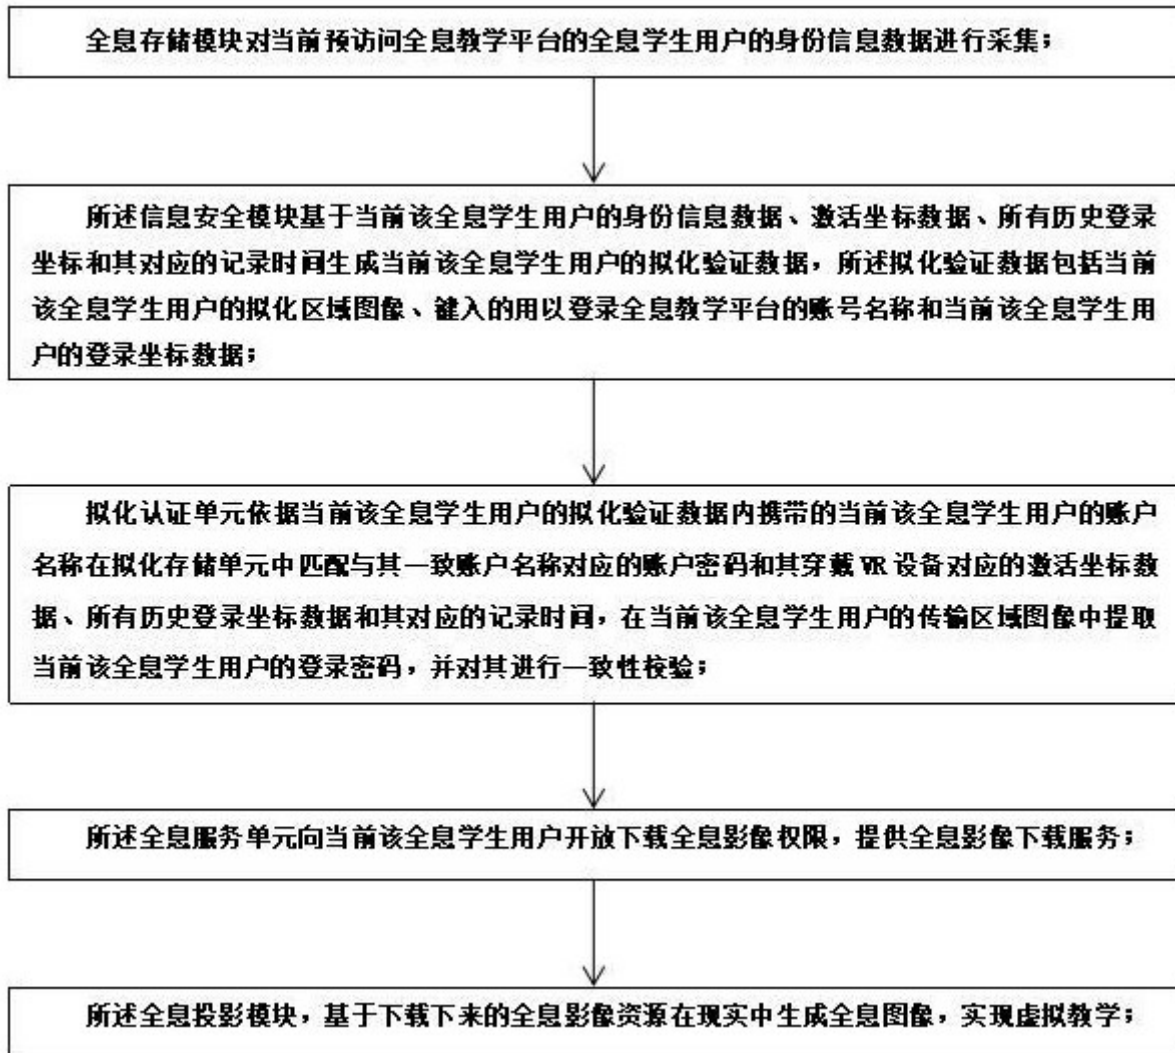 全息存储模块对当前预访问全息教学平台的全息学生用户的身份信息数据进行采集；
所述信息安全模块基于当前该全息学生用户的身份信息数据、激活坐标数据、所有历史登录
坐标和其对应的记录时间生成当前该全息学生用户的拟化验证数据，所述拟化验证数据包括当前
该全息学生用户的拟化区域图像、键入的用以登录全息教学平台的账号名称和当前该全息学生用
户的登录坐标数据；
拟化认证单元依据当前该全息学生用户的拟化验证数据内携带的当前该全息学生用户的账户
名称在拟化存储单元中匹配与其一致账户名称对应的账户密码和其穿戴 VR 设备对应的激活坐标数
据、所有历史登录坐标数据和其对应的记录时间，在当前该全息学生用户的传输区域图像中提取
当前该全息学生用户的登录密码，并对其进行一致性校验；
所述全息服务单元向当前该全息学生用户开放下载全息影像权限，提供全息影像下载服务；
所述全息投影模块，基于下载下来的全息影像资源在现实中生成全息图像，实现虚拟教学；